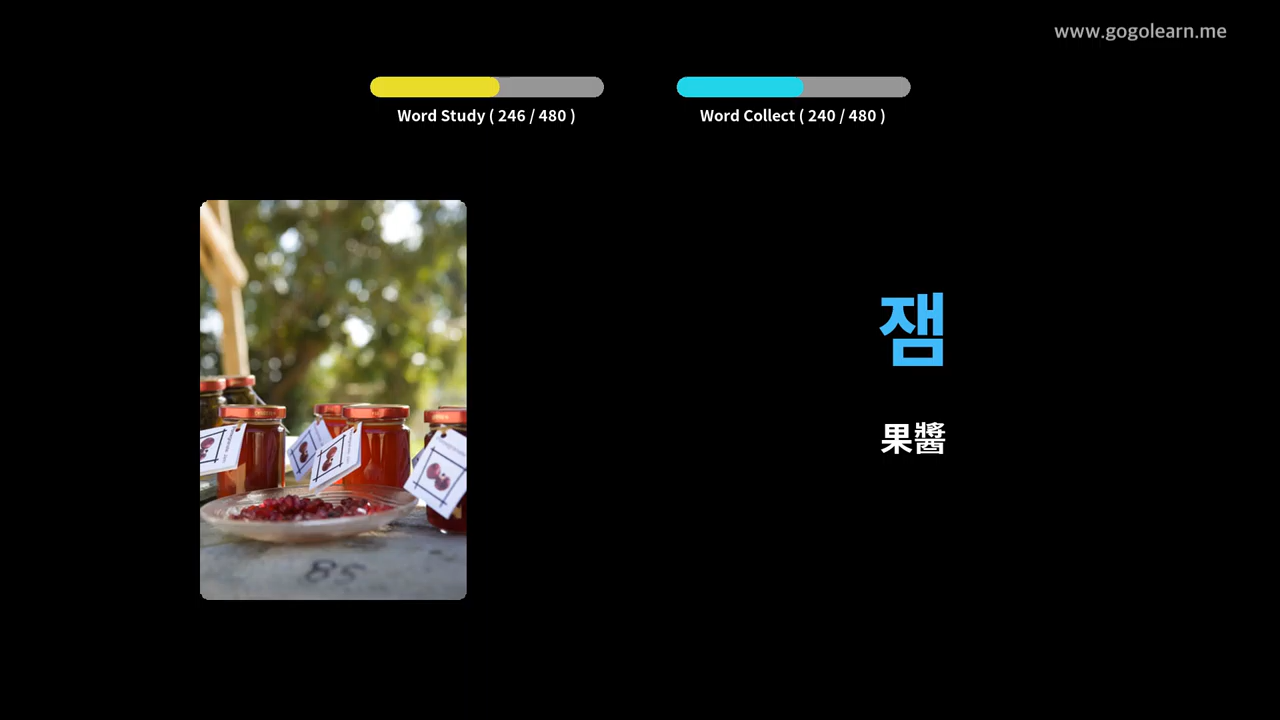 www.gogolearn.me
Word Study ( 246 / 480 )
Word Collect ( 240 / 480 )
잼
果醬
85